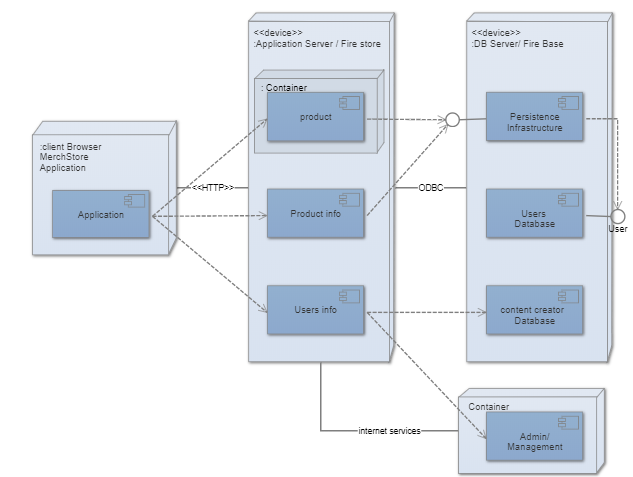 <<device>>
:Application Server / Fire store
: Container
product
Product info
Users info
<<device>>
:DB Server/ Fire Base
Persistence
Infrastructure
Users
Database
content creator
Database
:client Browser
MerchStore
Application
Application
<<HTTP>>
ODBC
User
internet services
Container
Admin/
Management